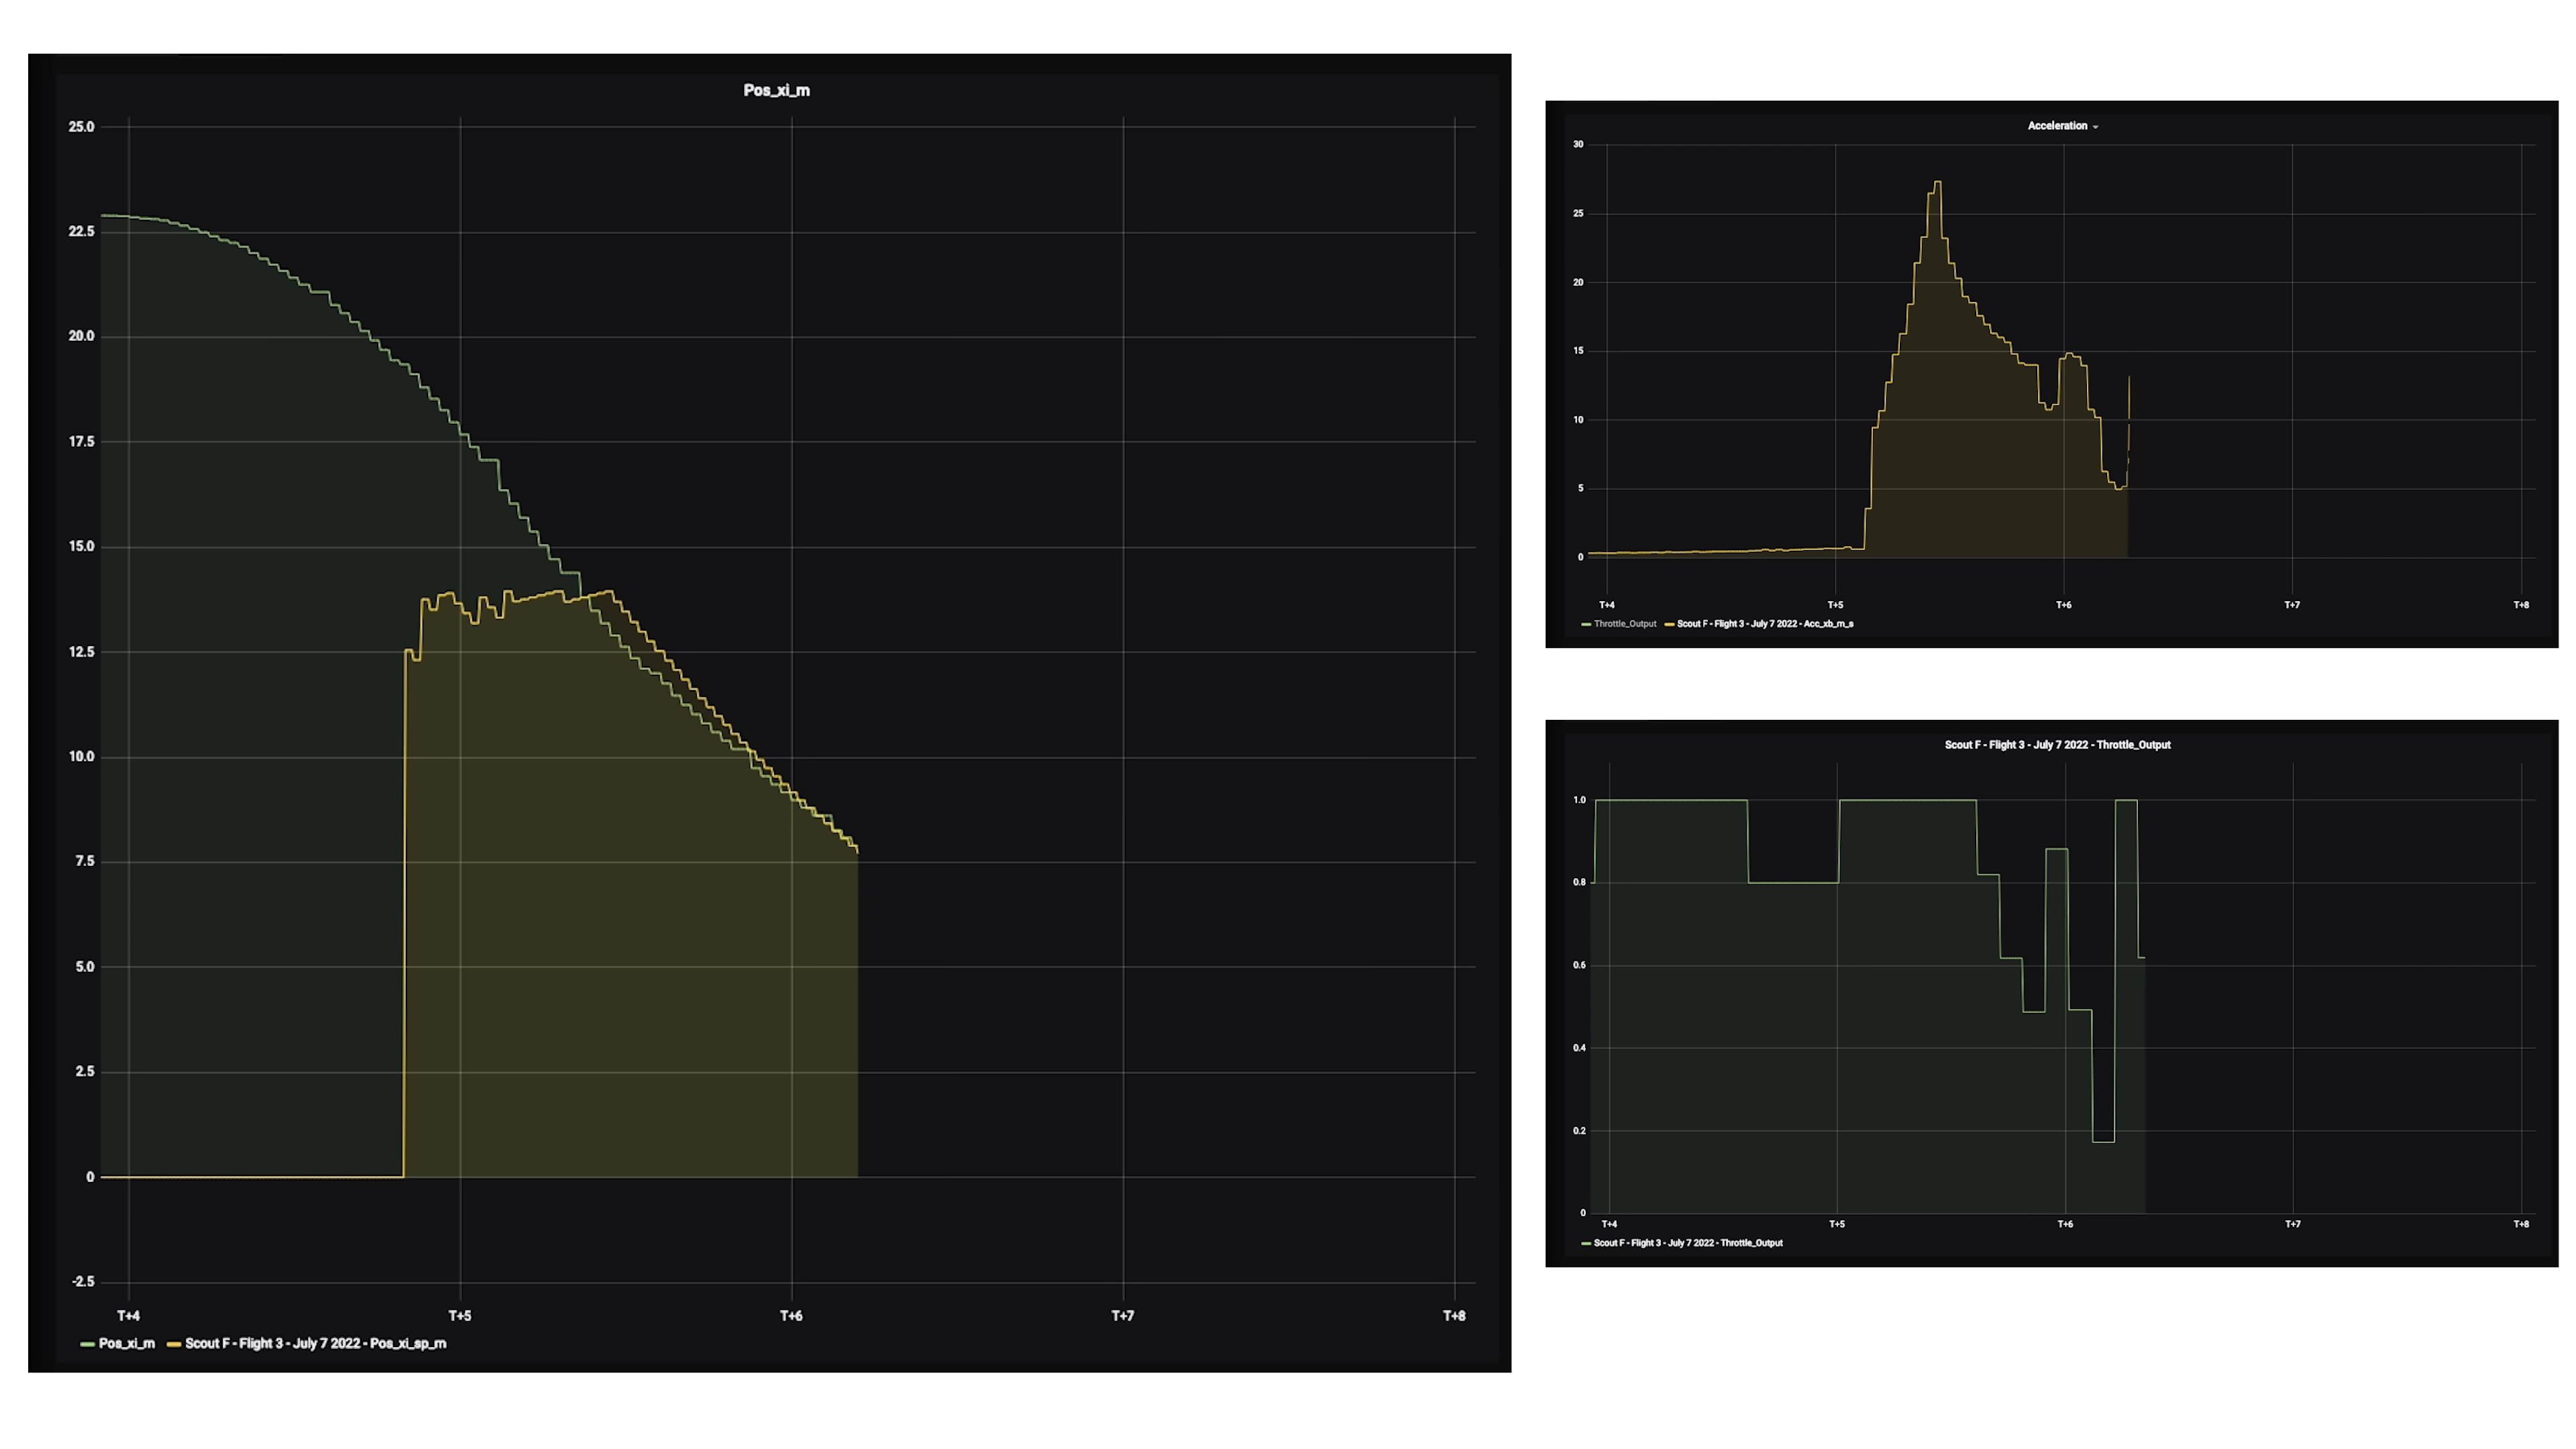 Pos_xi_m
25.0
22.5
20.0
17.5
15.0
12.5
10.0
7.5
5.0
2.5
0
-2.5
T+4 T+5 T+6 T+7 T+8
Pos_xi_m Scout F - Flight 3 - July 7 2022 - Pos_xi_sp_m
Acceleration
30
25
20
15
10
5
0
T+4 T+5 T+6 T+7 T+8
Throttle_Output Scout F - Flight 3 - July 7 2022 - Acc_xb_m_s
Scout F - Flight 3 - July 7 2022 - Throttle_Output
1.0
0.8
0.6
0.4
0.2
0
T+4 T+5 T+6 T+7 T+8
Scout F - Flight 3 - July 7 2022 - Throttle_Output